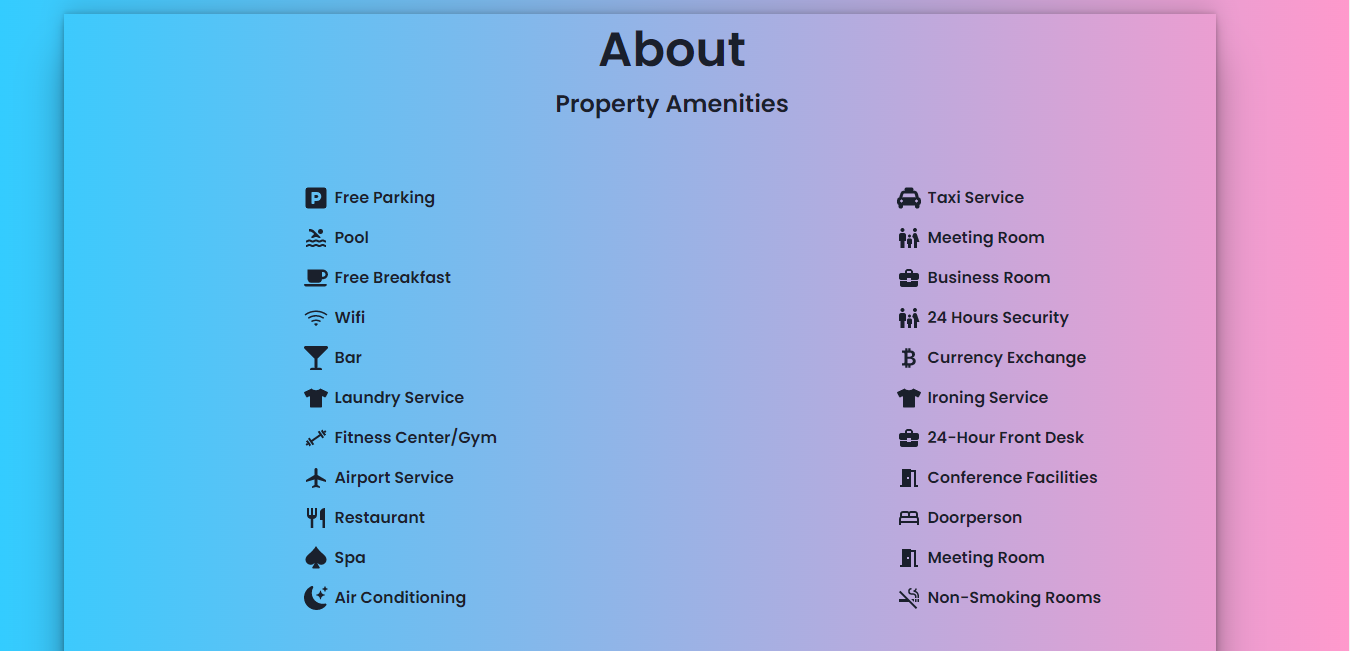 About
Property Amenities
Free Parking
Pool
Free Breakfast
Wifi
Bar
Laundry Service
Fitness Center/Gym
Airport Service
Restaurant
Spa
Air Conditioning
Taxi Service
Meeting Room
Business Room
24 Hours Security
Currency Exchange
Ironing Service
24-Hour Front Desk
Conference Facilities
Doorperson
Meeting Room
Non-Smoking Rooms